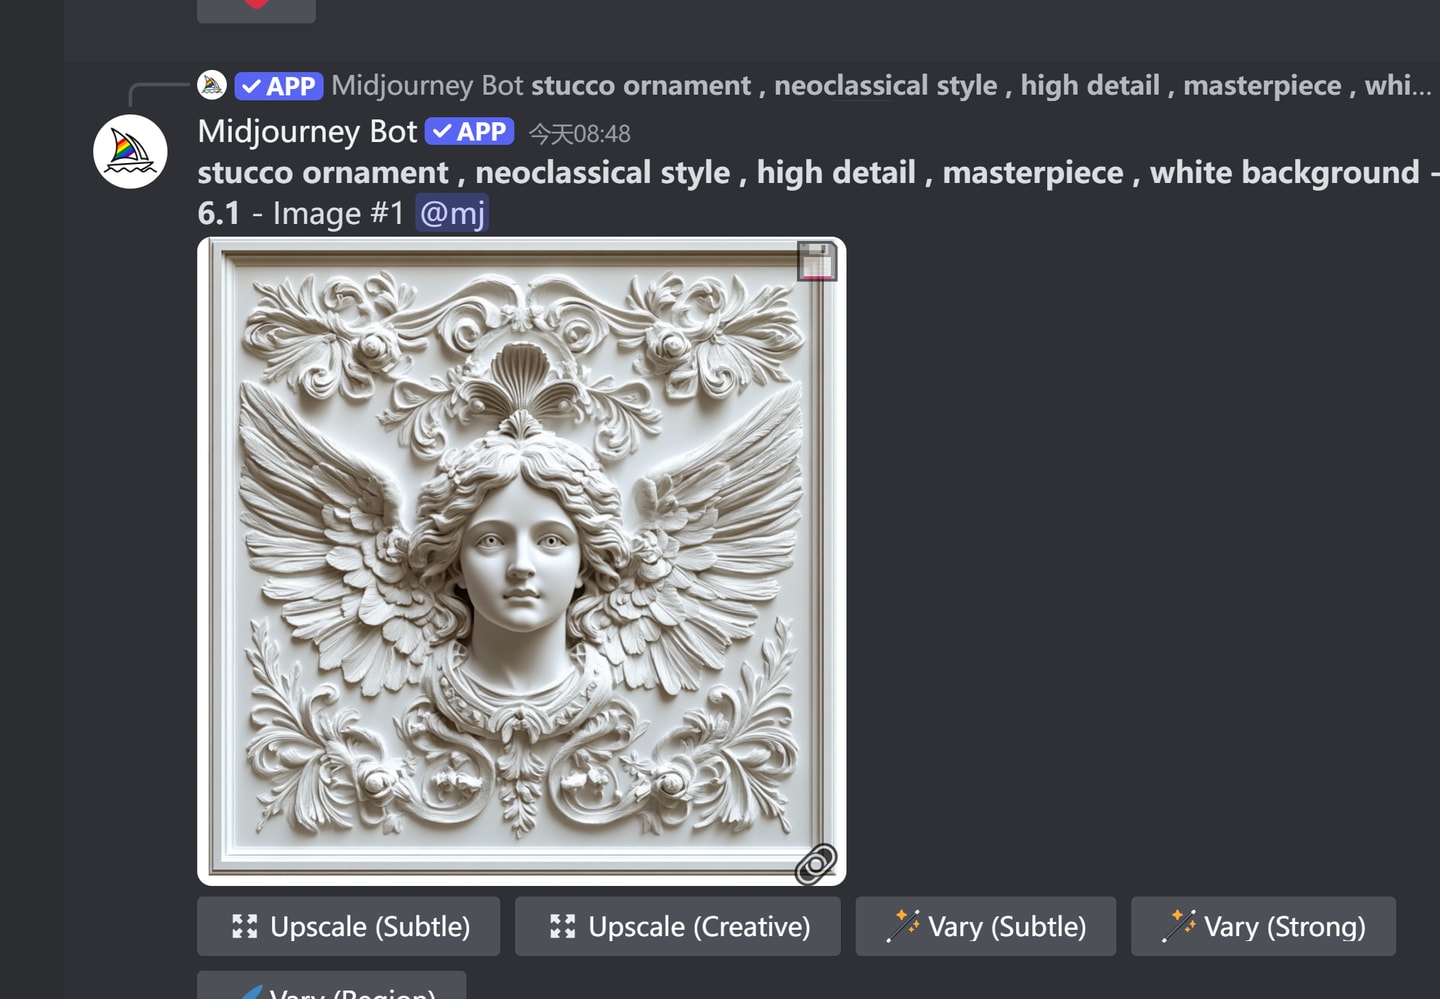 APP Midjourney Bot stucco ornament , neoclassical style , high detail , masterpiece , whi...
Midjourney Bot APP 今天08:48
stucco ornament , neoclassical style , high detail , masterpiece , white background -
6.1 - Image #1 @mj
Upscale (Subtle) Upscale (Creative) Vary (Subtle) Vary (Strong)
Vary (Region)